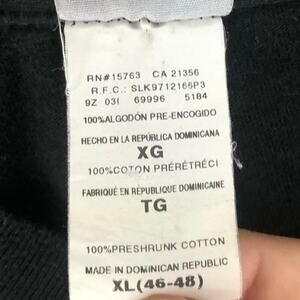 RN#15763 CA 21356
R.F.C.: SLK9712165P3
9Z 03I 69996 5184
100%ALGODÓN PRE-ENCOGIDO
HECHO EN LA REPÚBLICA DOMINICANA
XG
100%COTON PRÉRÉTRÉCI
FABRIQUÉ EN RÉPUBLIQUE DOMINICAINE
TG
100%PRESHRUNK COTTON
MADE IN DOMINICAN REPUBLIC
XL(46-48)